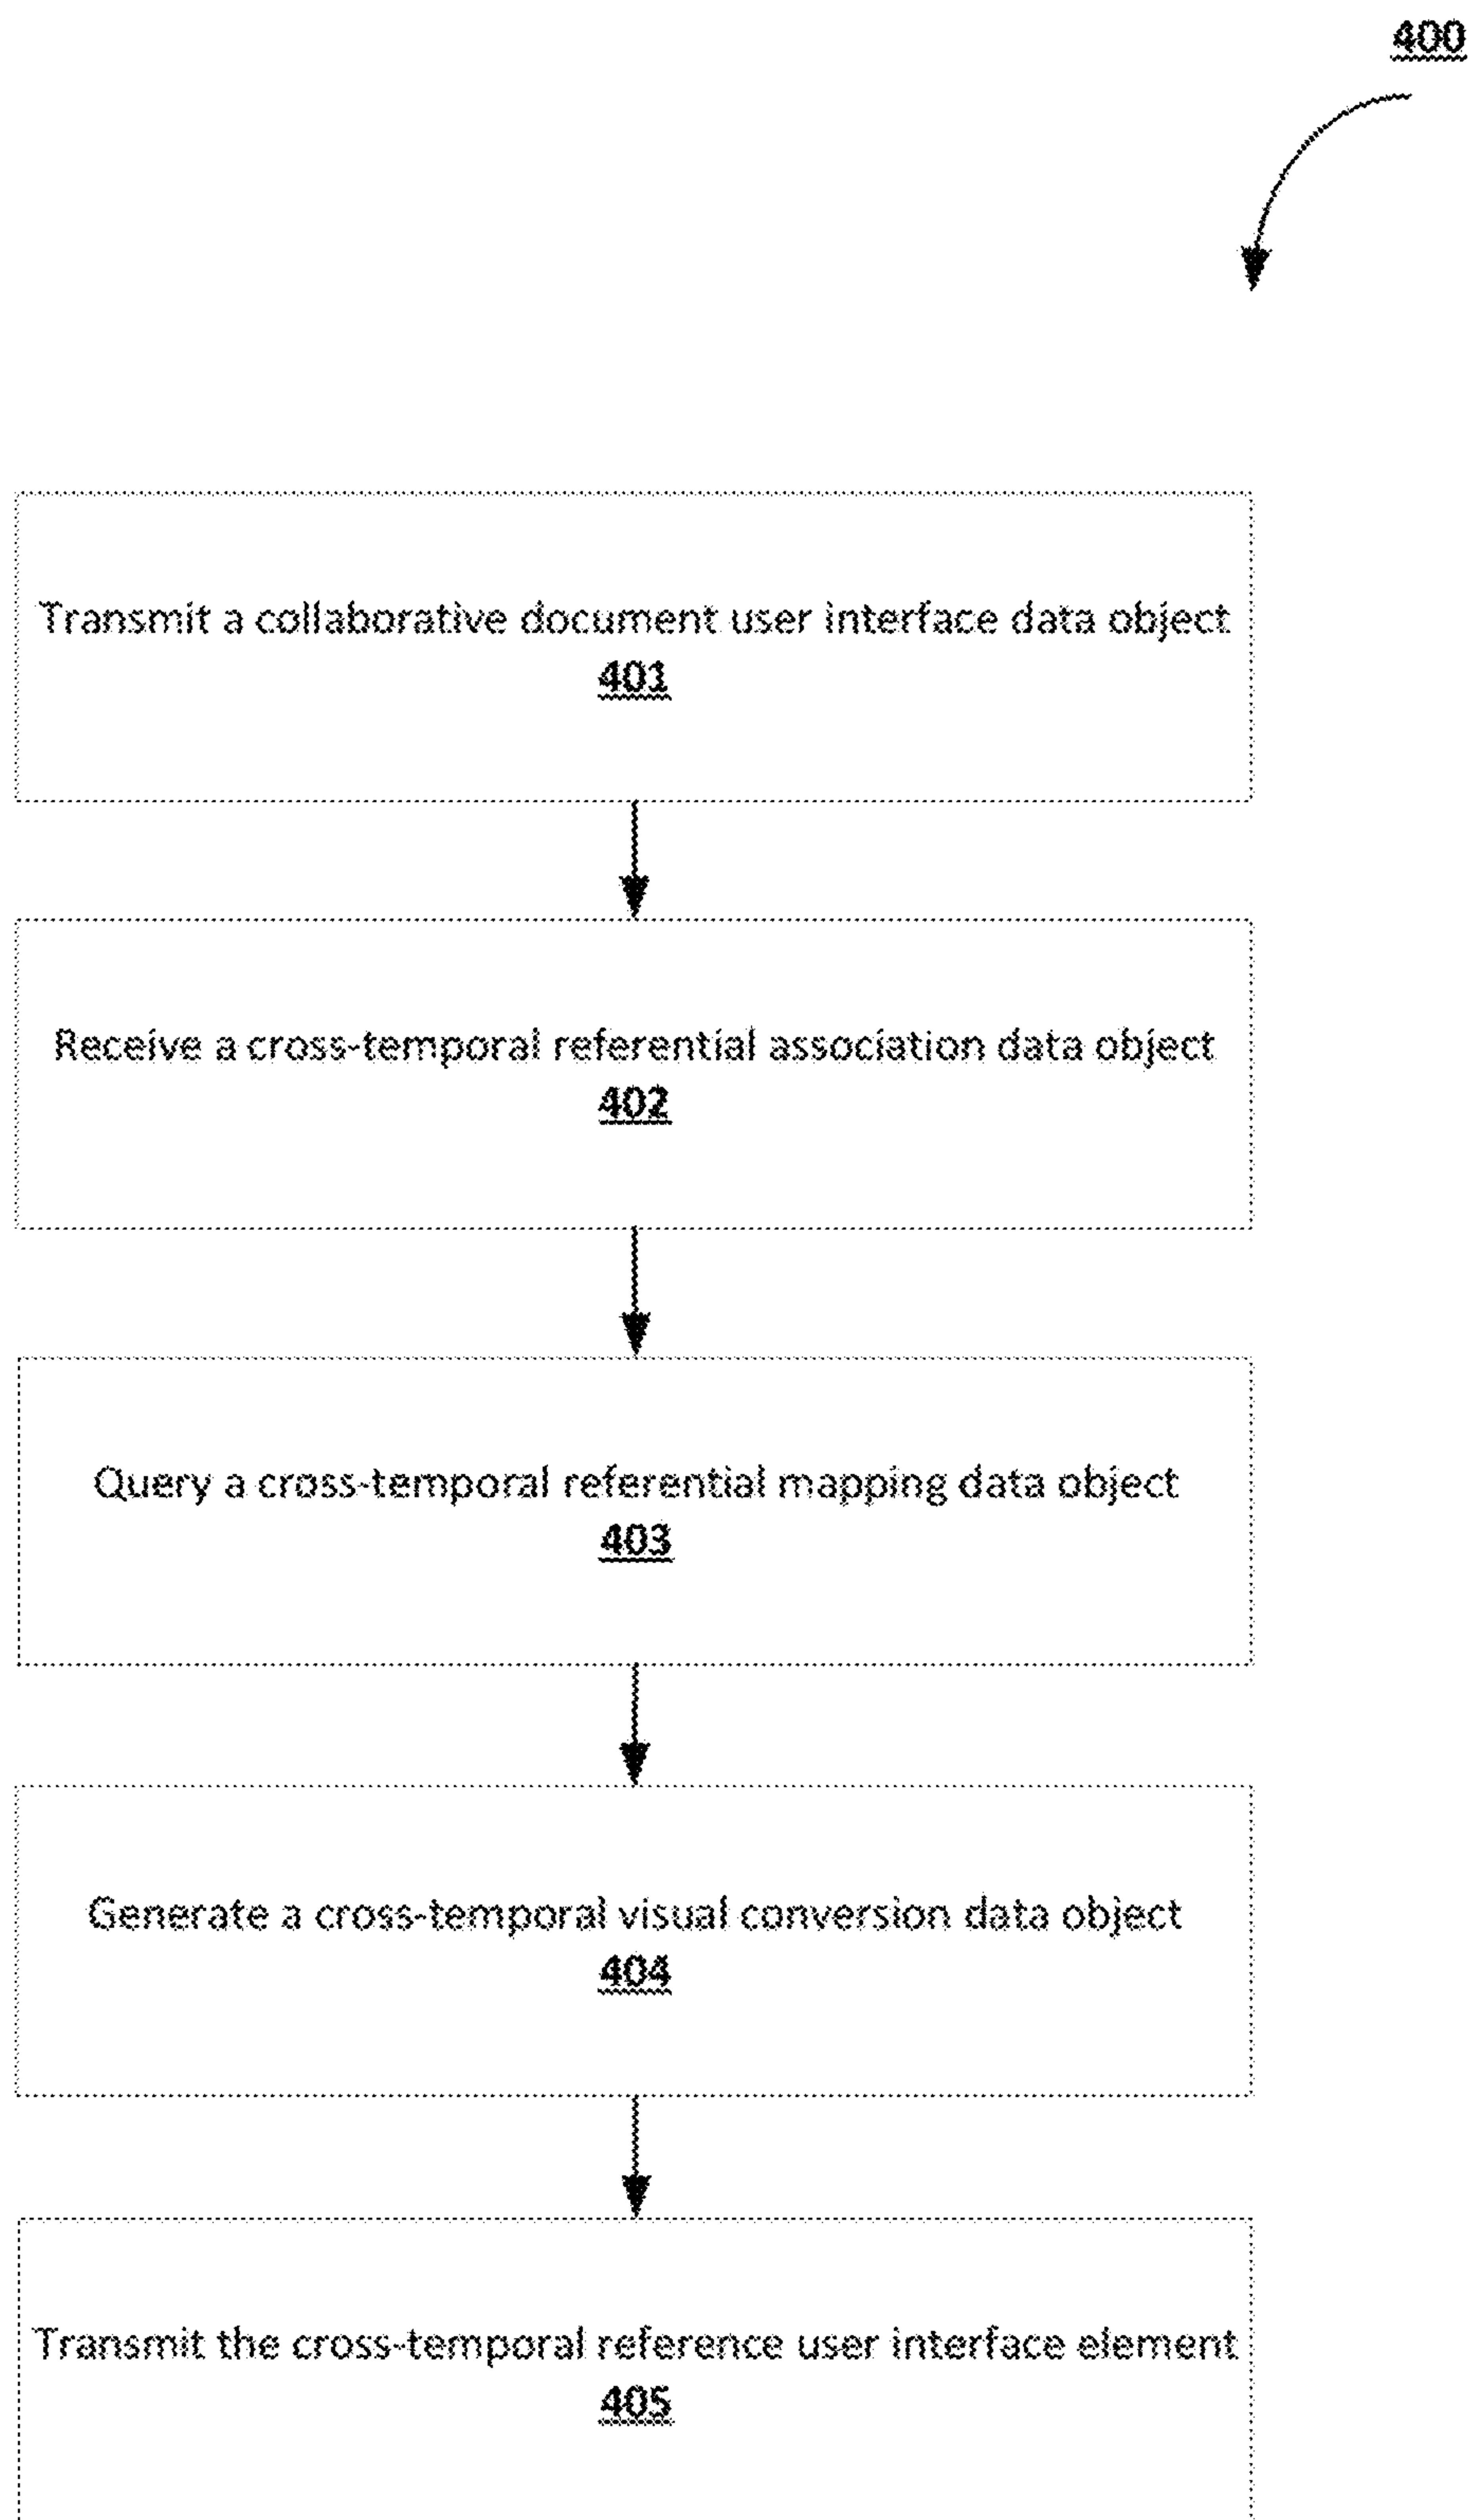 400
Transmit a collaborative document user interface data object
401
Receive a cross-temporal referential association data object
402
Query a cross-temporal referential mapping data object
403
Generate a cross-temporal visual conversion data object
404
Transmit the cross-temporal reference user interface element
405